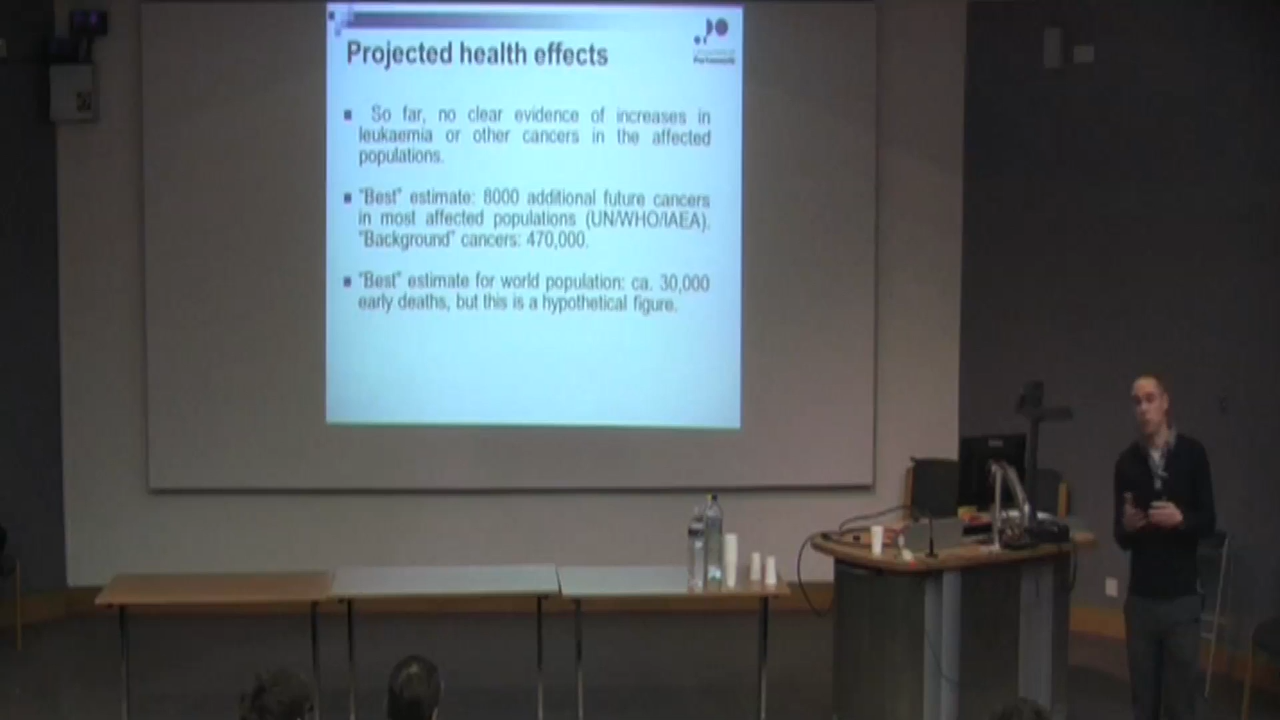 Projected health effects
So far, no clear evidence of increases in
leukaemia or other cancers in the affected
populations.
"Best" estimate: 8000 additional future cancers
in most affected populations (UN/WHO/IAEA).
"Background" cancers: 470,000.
"Best" estimate for world population: ca. 30,000
early deaths, but this is a hypothetical figure.